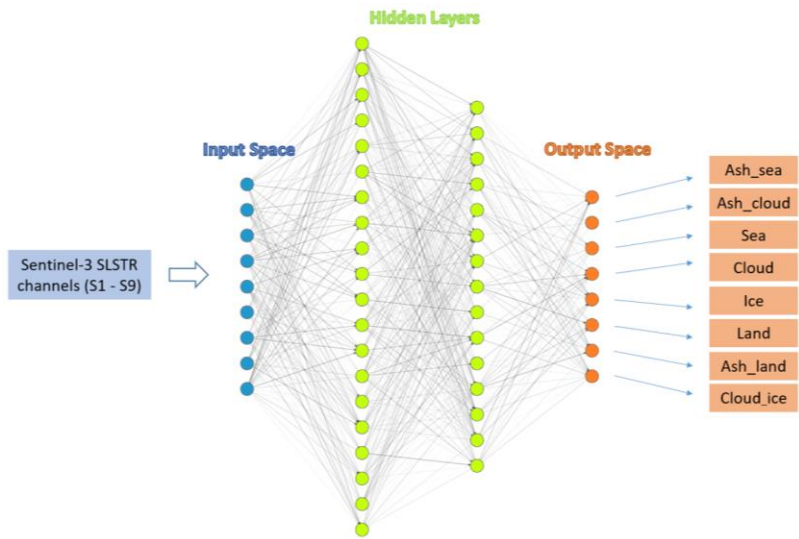 Hidden Layers
Input Space
Output Space
Sentinel-3 SLSTR
channels (S1 - S9)
Ash_sea
Ash_cloud
Sea
Cloud
Ice
Land
Ash_land
Cloud_ice